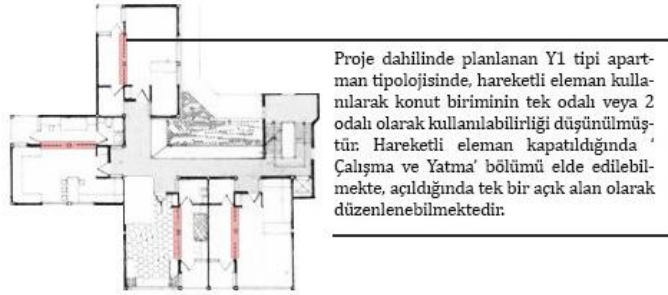 Proje dahilinde planlanan Y1 tipi apart-
man tipolojisinde, hareketli eleman kulla-
nılarak konut biriminin tek odalı veya 2
odalı olarak kullanılabilirliği düşünülmüş-
tür. Hareketli eleman kapatıldığında ‘
Çalışma ve Yatma’ bölümü elde edilebil-
mekte, açıldığında tek bir açık alan olarak
düzenlenebilmektedir.